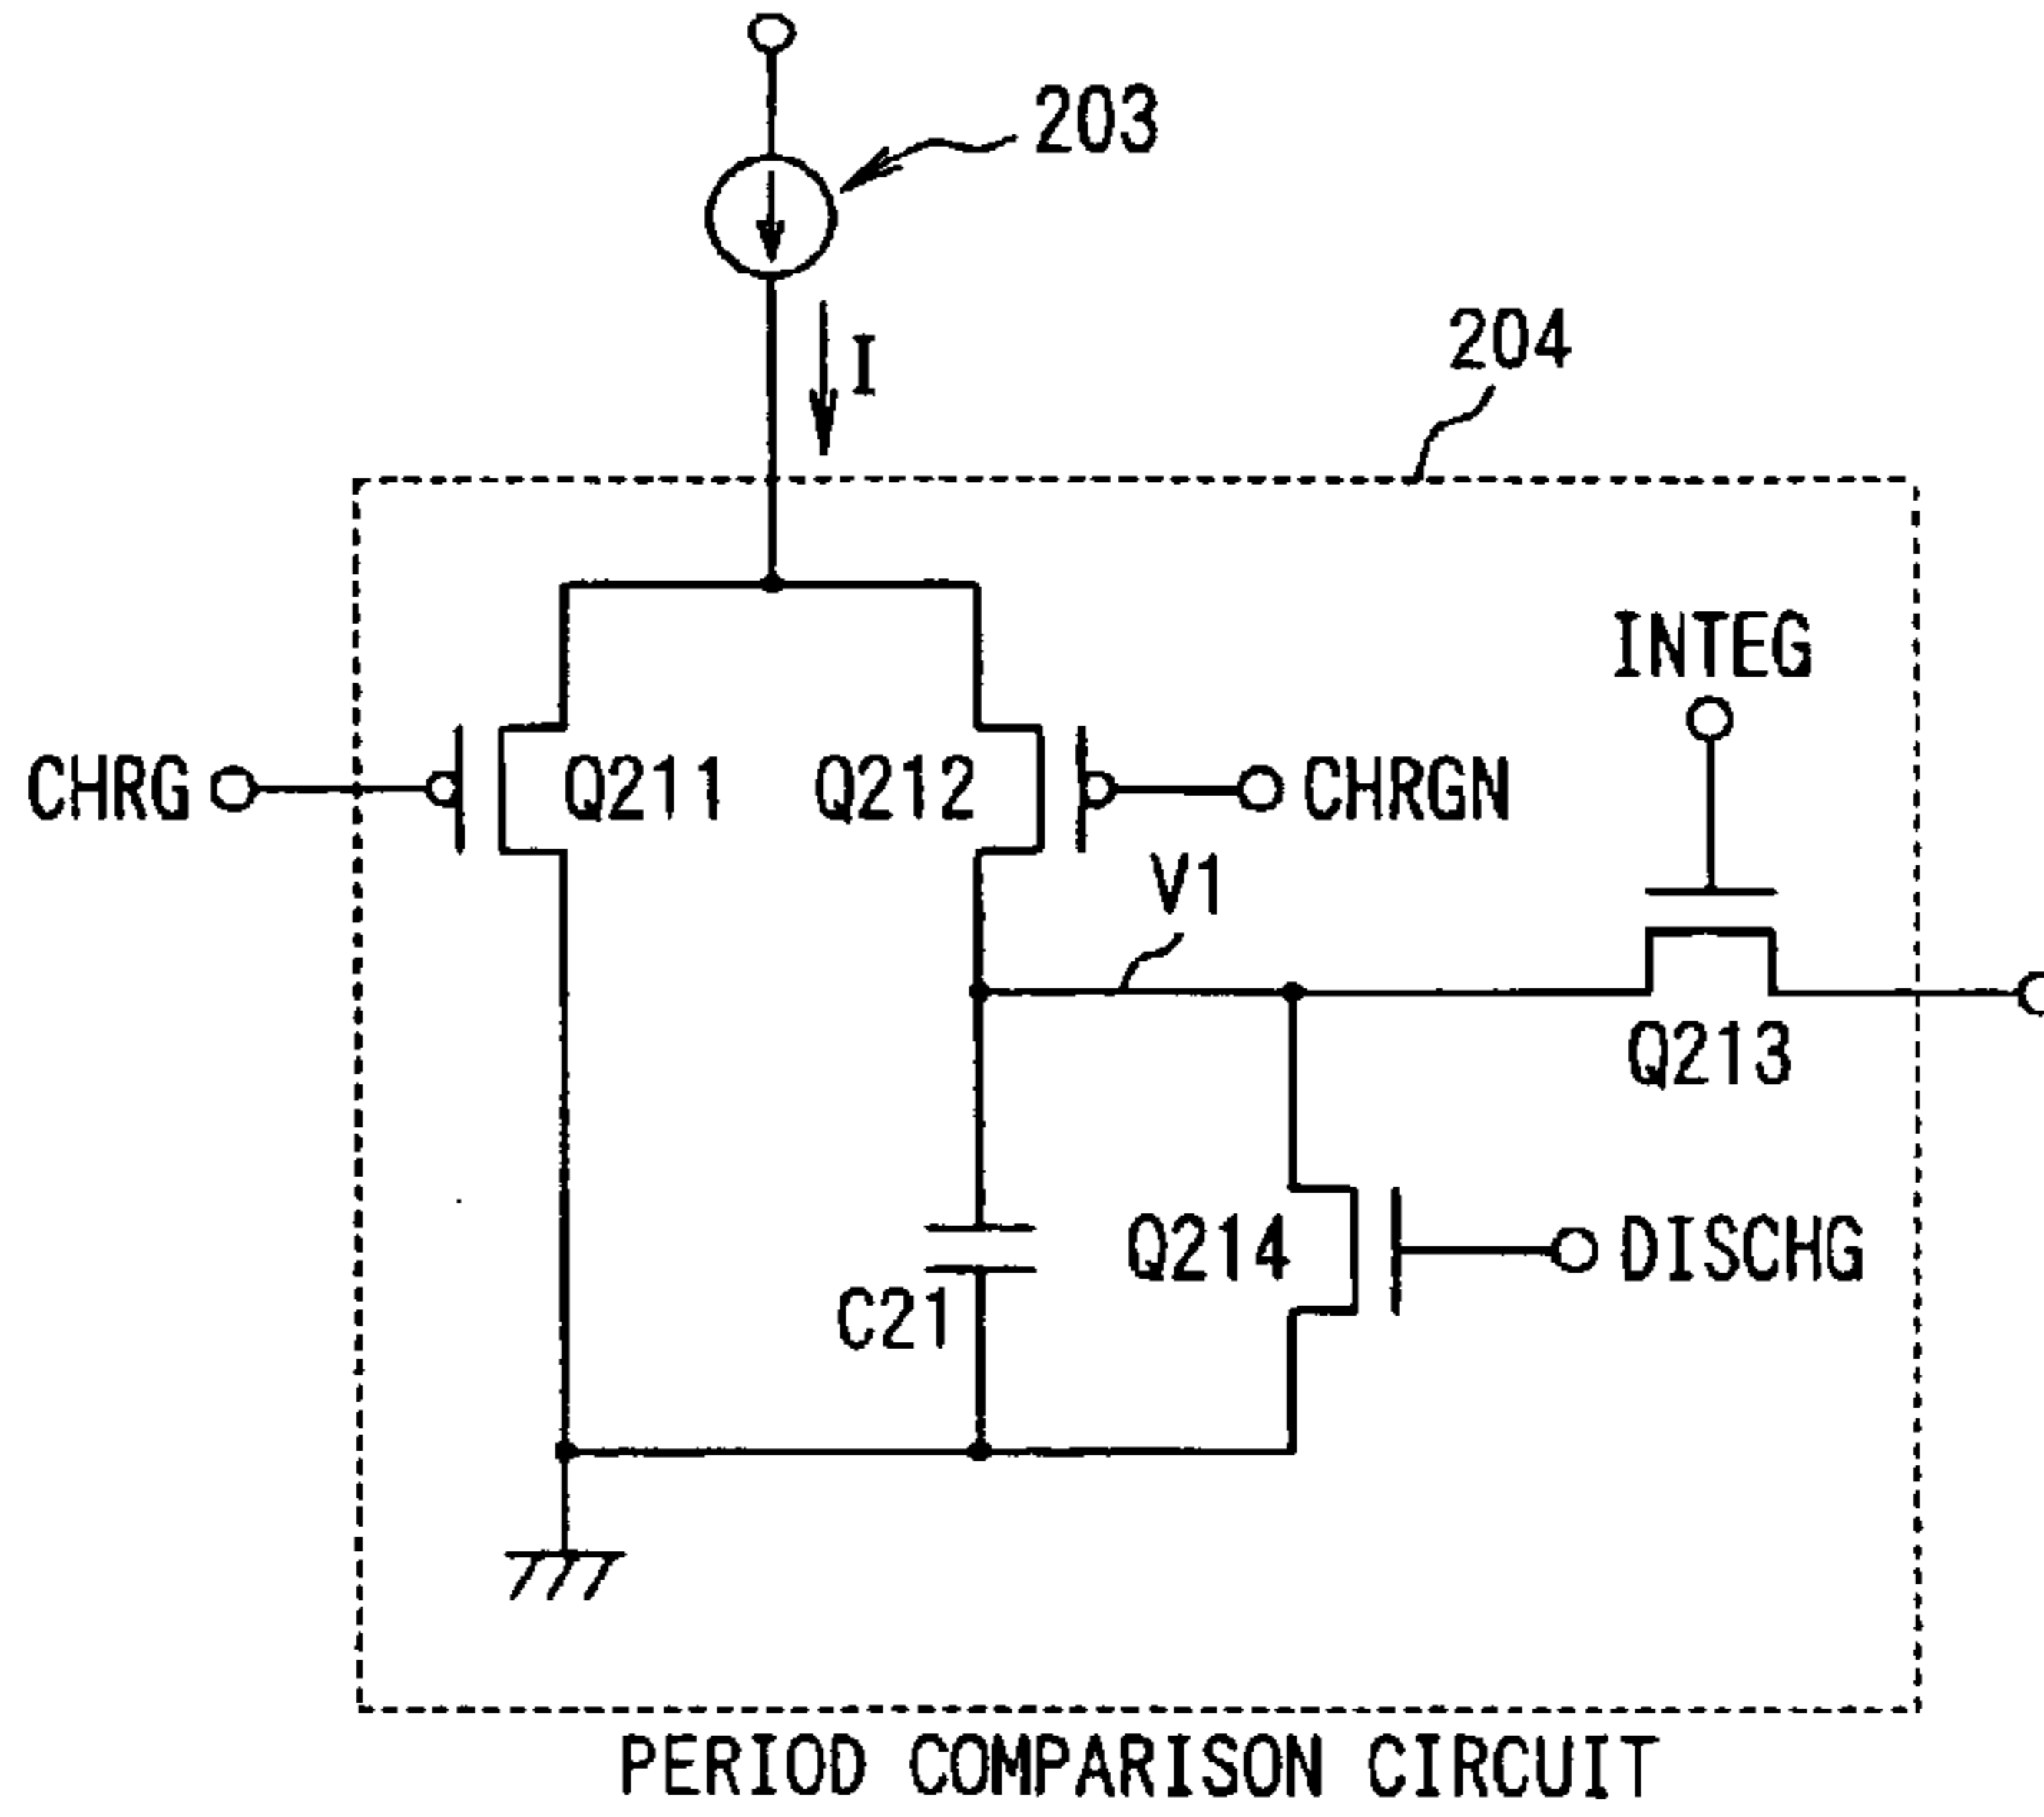 203
I
204
INTEG
CHRG
Q211
Q212
CHRGN
V1
Q213
Q214
DISCHG
C21
PERIOD COMPARISON CIRCUIT